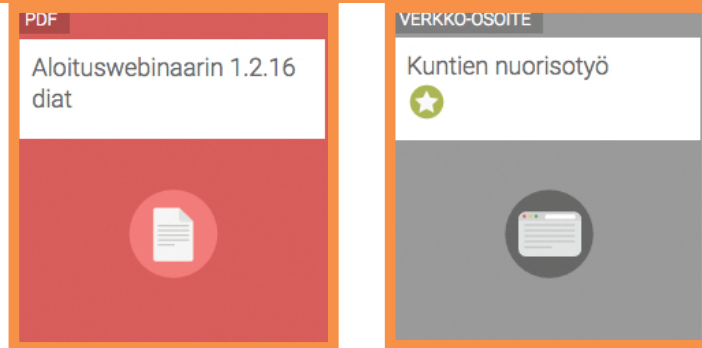 PDF
Aloituswebinaarin 1.2.16
diat
VERKKO-OSOITE
Kuntien nuorisotyö